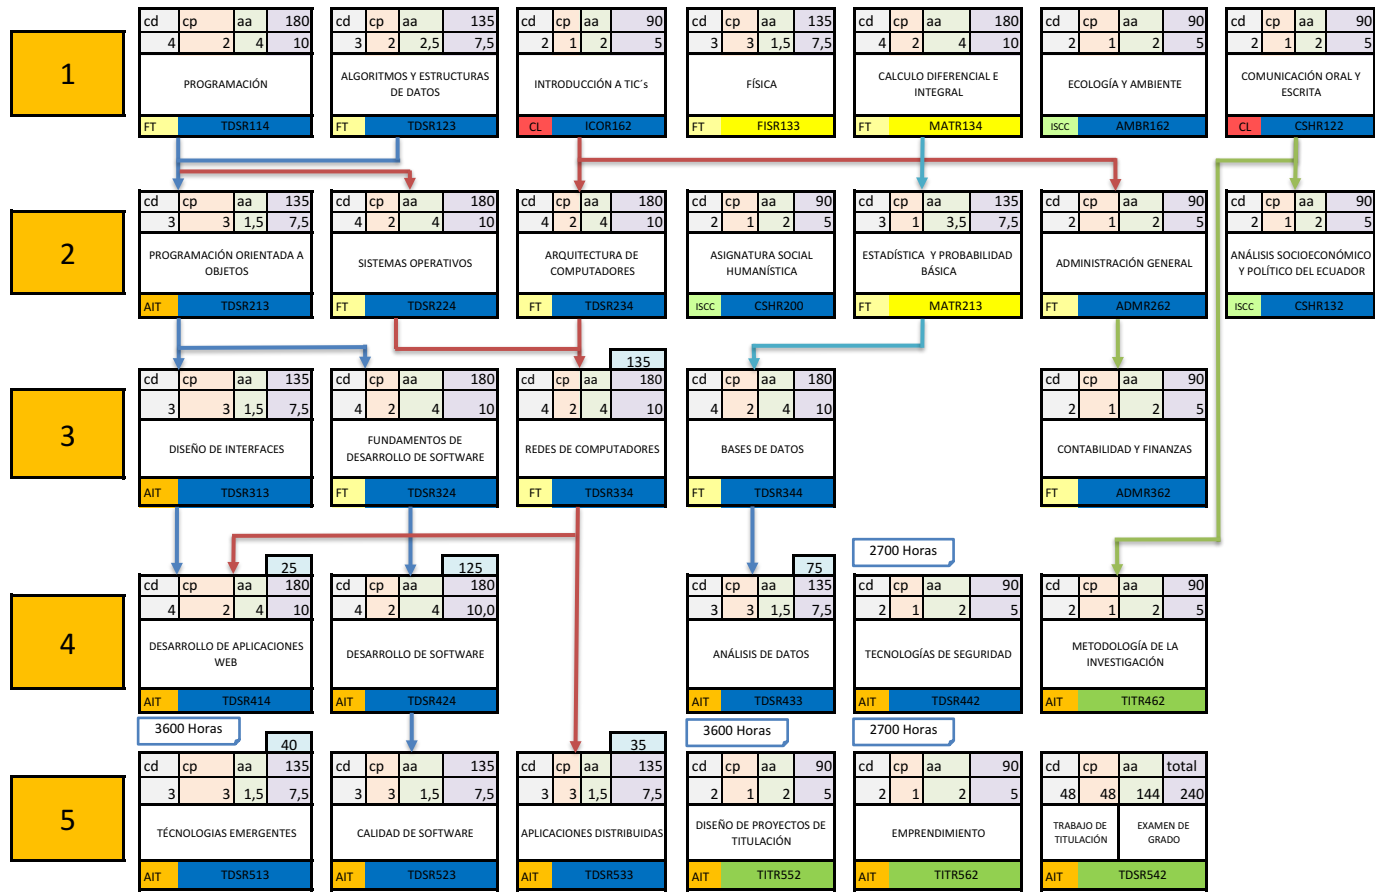 cd cp aa 180 cd cp aa 135 cd cp aa 90 cd cp aa 135 cd cp aa 180 cd cp aa 90 cd cp aa 90
4 2 4 10 3 2 2,5 7,5 2 1 2 5 3 3 1,5 7,5 4 2 4 10 2 1 2 5 2 1 2 5
1
PROGRAMACIÓN
ALGORITMOS Y ESTRUCTURAS
DE DATOS
INTRODUCCIÓN A TIC´s
FÍSICA
CALCULO DIFERENCIAL E
INTEGRAL
ECOLOGÍA Y AMBIENTE
COMUNICACIÓN ORAL Y
ESCRITA
FT TDSR114 FT TDSR123 CL ICOR162 FT FISR133 FT MATR134 ISCC AMBR162 CL CSHR122
cd cp aa 135 cd cp aa 180 cd cp aa 180 cd cp aa 90 cd cp aa 135 cd cp aa 90 cd cp aa 90
3 3 1,5 7,5 4 2 4 10 4 2 4 10 2 1 2 5 3 1 3,5 7,5 2 1 2 5 2 1 2 5
2
PROGRAMACIÓN ORIENTADA A
OBJETOS
SISTEMAS OPERATIVOS
ARQUITECTURA DE
COMPUTADORES
ASIGNATURA SOCIAL
HUMANÍSTICA
ESTADÍSTICA Y PROBABILIDAD
BÁSICA
ADMINISTRACIÓN GENERAL
ANÁLISIS SOCIOECONÓMICO
Y POLÍTICO DEL ECUADOR
AIT TDSR213 FT TDSR224 FT TDSR234 ISCC CSHR200 FT MATR213 FT ADMR262 ISCC CSHR132
135
cd cp aa 135 cd cp aa 180 cd cp aa 180 cd cp aa 180 cd cp aa 90
3 3 1,5 7,5 4 2 4 10 4 2 4 10 4 2 4 10 2 1 2 5
3
DISEÑO DE INTERFACES
FUNDAMENTOS DE
DESARROLLO DE SOFTWARE
REDES DE COMPUTADORES
BASES DE DATOS
CONTABILIDAD Y FINANZAS
AIT TDSR313 FT TDSR324 FT TDSR334 FT TDSR344 FT ADMR362
2700 Horas
25 125 75
cd cp aa 180 cd cp aa 180 cd cp aa 135 cd cp aa 90 cd cp aa 90
4 2 4 10 4 2 4 10,0 3 3 1,5 7,5 2 1 2 5 2 1 2 5
4
DESARROLLO DE APLICACIONES
WEB
DESARROLLO DE SOFTWARE
ANÁLISIS DE DATOS
TECNOLOGÍAS DE SEGURIDAD
METODOLOGÍA DE LA
INVESTIGACIÓN
AIT TDSR414 AIT TDSR424 AIT TDSR433 AIT TDSR442 AIT TITR462
3600 Horas 3600 Horas 2700 Horas
40 35
cd cp aa 135 cd cp aa 135 cd cp aa 135 cd cp aa 90 cd cp aa 90 cd cp aa total
3 3 1,5 7,5 3 3 1,5 7,5 3 3 1,5 7,5 2 1 2 5 2 1 2 5 48 48 144 240
5
TÉCNOLOGIAS EMERGENTES
CALIDAD DE SOFTWARE
APLICACIONES DISTRIBUIDAS
DISEÑO DE PROYECTOS DE
TITULACIÓN
EMPRENDIMIENTO
TRABAJO DE
TITULACIÓN
EXAMEN DE
GRADO
AIT TDSR513 AIT TDSR523 AIT TDSR533 AIT TITR552 AIT TITR562 AIT TDSR542